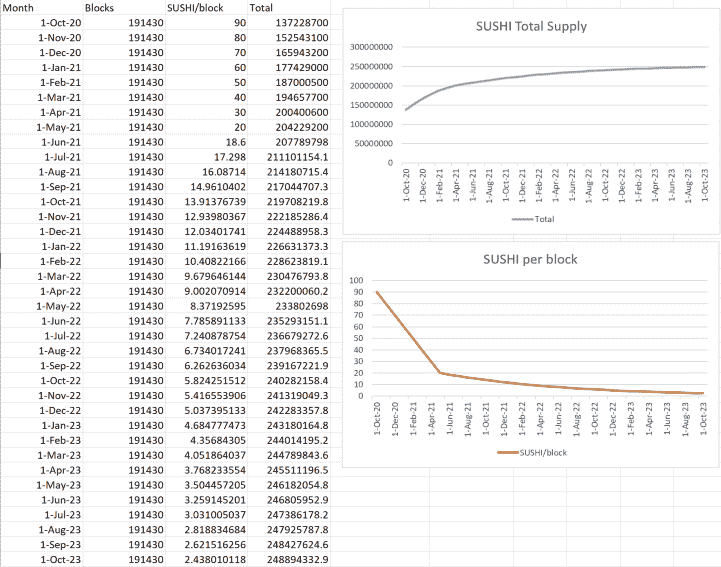 Month Blocks SUSHI/block Total
1-Oct-20 191430 90 137228700
1-Nov-20 191430 80 152543100
1-Dec-20 191430 70 165943200
1-Jan-21 191430 60 177429000
1-Feb-21 191430 50 187000500
1-Mar-21 191430 40 194657700
1-Apr-21 191430 30 200400600
1-May-21 191430 20 204229200
1-Jun-21 191430 18.6 207789798
1-Jul-21 191430 17.298 211101154.1
1-Aug-21 191430 16.08714 214180715.4
1-Sep-21 191430 14.9610402 217044707.3
1-Oct-21 191430 13.91376739 219708219.8
1-Nov-21 191430 12.93980367 222185286.4
1-Dec-21 191430 12.03401741 224488958.3
1-Jan-22 191430 11.19163619 226631373.3
1-Feb-22 191430 10.40822166 228623819.1
1-Mar-22 191430 9.679646144 230476793.8
1-Apr-22 191430 9.002070914 232200060.2
1-May-22 191430 8.37192595 233802698
1-Jun-22 191430 7.785891133 235293151.1
1-Jul-22 191430 7.240878754 236679272.6
1-Aug-22 191430 6.734017241 237968365.5
1-Sep-22 191430 6.262636034 239167221.9
1-Oct-22 191430 5.824251512 240282158.4
1-Nov-22 191430 5.416553906 241319049.3
1-Dec-22 191430 5.037395133 242283357.8
1-Jan-23 191430 4.684777473 243180164.8
1-Feb-23 191430 4.35684305 244014195.2
1-Mar-23 191430 4.051864037 244789843.6
1-Apr-23 191430 3.768233554 245511196.5
1-May-23 191430 3.504457205 246182054.8
1-Jun-23 191430 3.259145201 246805952.9
1-Jul-23 191430 3.031005037 247386178.2
1-Aug-23 191430 2.818834684 247925787.8
1-Sep-23 191430 2.621516256 248427624.6
1-Oct-23 191430 2.438010118 248894332.9
SUSHI Total Supply
300000000
250000000
200000000
150000000
100000000
50000000
0
1-Oct-20 1-Dec-20 1-Feb-21 1-Apr-21 1-Jun-21 1-Aug-21 1-Oct-21 1-Dec-21 1-Feb-22 1-Apr-22 1-Jun-22 1-Aug-22 1-Oct-22 1-Dec-22 1-Feb-23 1-Apr-23 1-Jun-23 1-Aug-23 1-Oct-23
Total
SUSHI per block
100
90
80
70
60
50
40
30
20
10
0
1-Oct-20 1-Dec-20 1-Feb-21 1-Apr-21 1-Jun-21 1-Aug-21 1-Oct-21 1-Dec-21 1-Feb-22 1-Apr-22 1-Jun-22 1-Aug-22 1-Oct-22 1-Dec-22 1-Feb-23 1-Apr-23 1-Jun-23 1-Aug-23 1-Oct-23
SUSHI/block